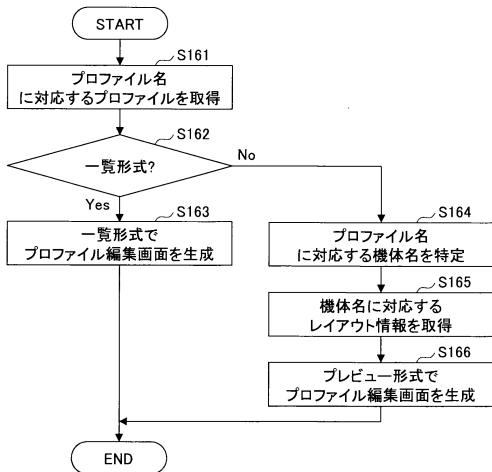 START
S161
プロファイル名
に対応するプロファイルを取得
S162
一覧形式?
No
Yes
S163
一覧形式で
プロファイル編集画面を生成
S164
プロファイル名
に対応する機体名を特定
S165
機体名に対応する
レイアウト情報を取得
S166
プレビュー形式で
プロファイル編集画面を生成
END